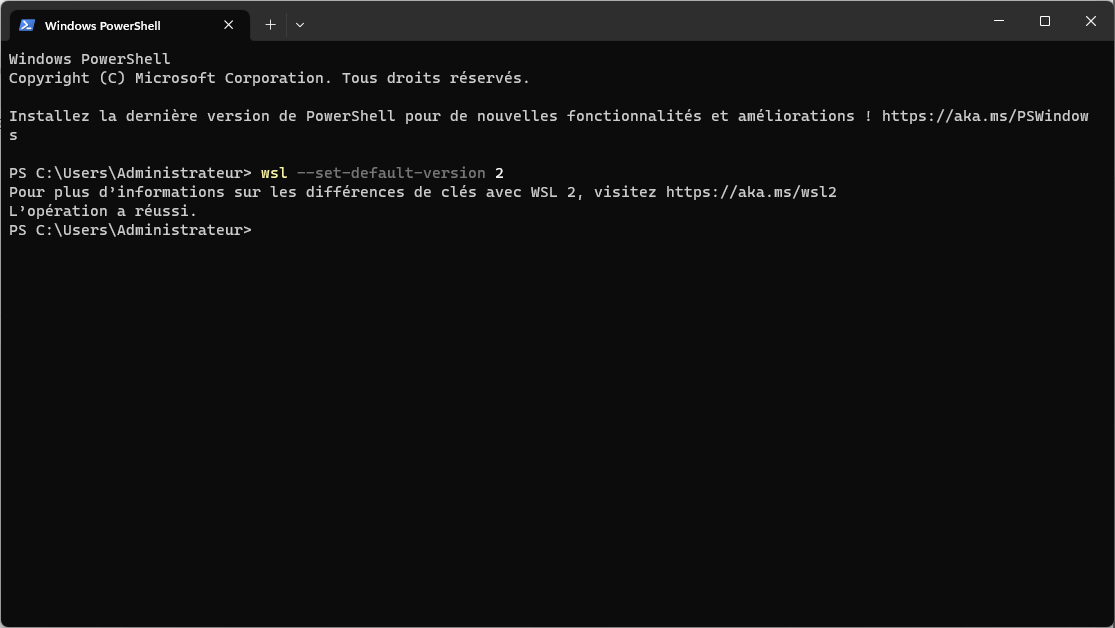 Windows PowerShell
Windows PowerShell
Copyright (C) Microsoft Corporation. Tous droits réservés.
Installez la dernière version de PowerShell pour de nouvelles fonctionnalités et améliorations ! https://aka.ms/PSWindow
s
PS C:\Users\Administrateur> wsl --set-default-version 2
Pour plus d’informations sur les différences de clés avec WSL 2, visitez https://aka.ms/wsl2
L’opération a réussi.
PS C:\Users\Administrateur>